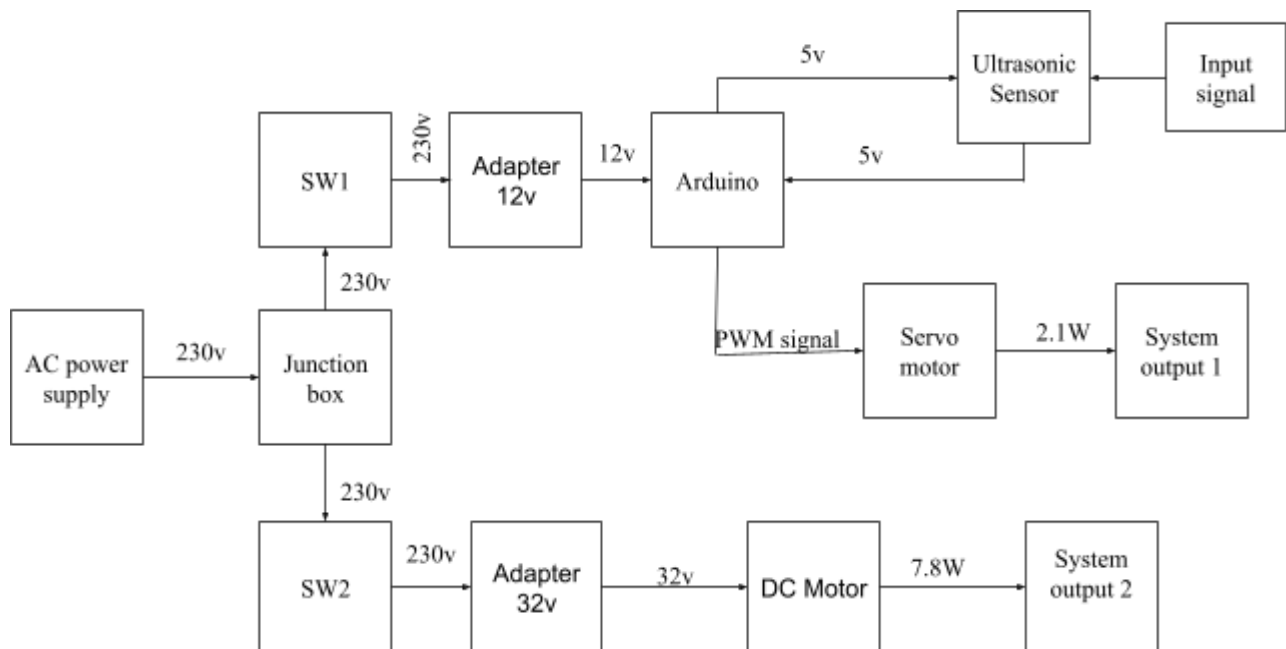 5v
Ultrasonic
Sensor
Input
signal
SW1
230v
Adapter
12v
12v
Arduino
5v
230v
AC power
supply
230v
Junction
box
PWM signal
Servo
motor
2.1W
System
output 1
230v
SW2
230v
Adapter
32v
32v
DC Motor
7.8W
System
output 2